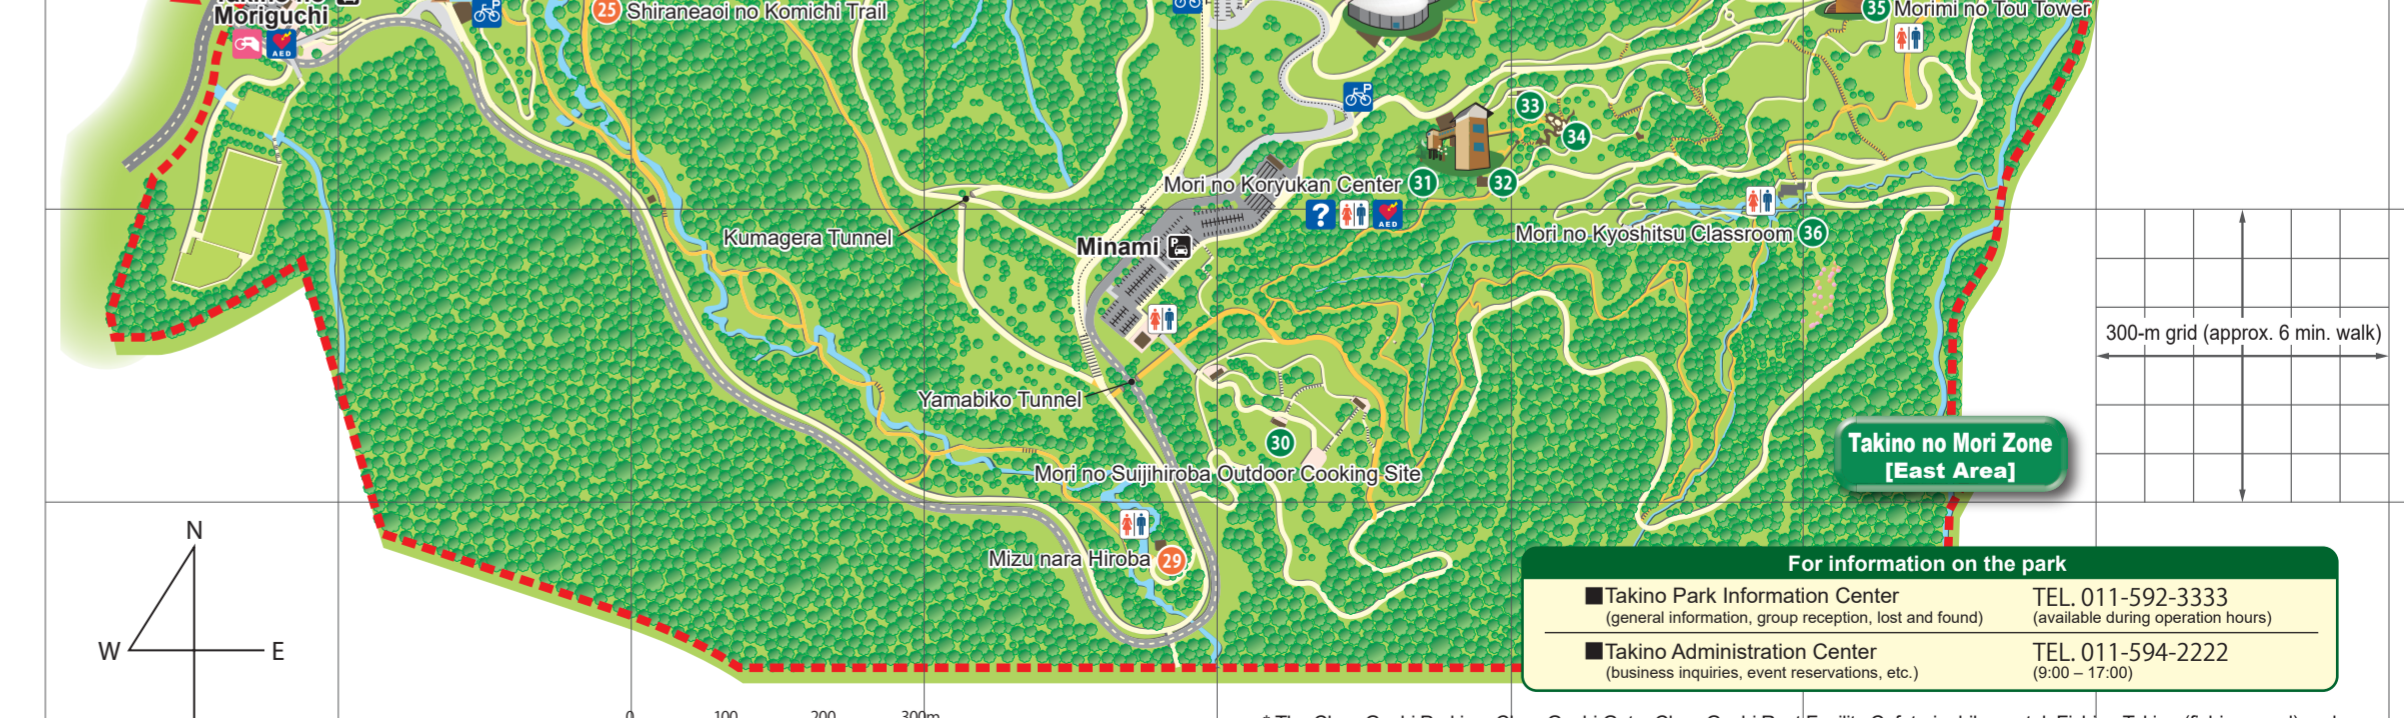 Moriguchi
AED
25 Shiraneaoi no Komichi Trail
35 Morimi no Tou Tower
33
34
Mori no Koryukan Center 31
32
? AED
Kumagera Tunnel
Minami P
Mori no Kyoshitsu Classroom 36
300-m grid (approx. 6 min. walk)
Yamabiko Tunnel
30
Mori no Suijihiroba Outdoor Cooking Site
Takino no Mori Zone
[East Area]
Mizu nara Hiroba 29
N
W E
For information on the park
■Takino Park Information Center TEL. 011-592-3333
(general information, group reception, lost and found) (available during operation hours)
■Takino Administration Center TEL. 011-594-2222
(business inquiries, event reservations, etc.) (9:00 – 17:00)
0 100 200 300m